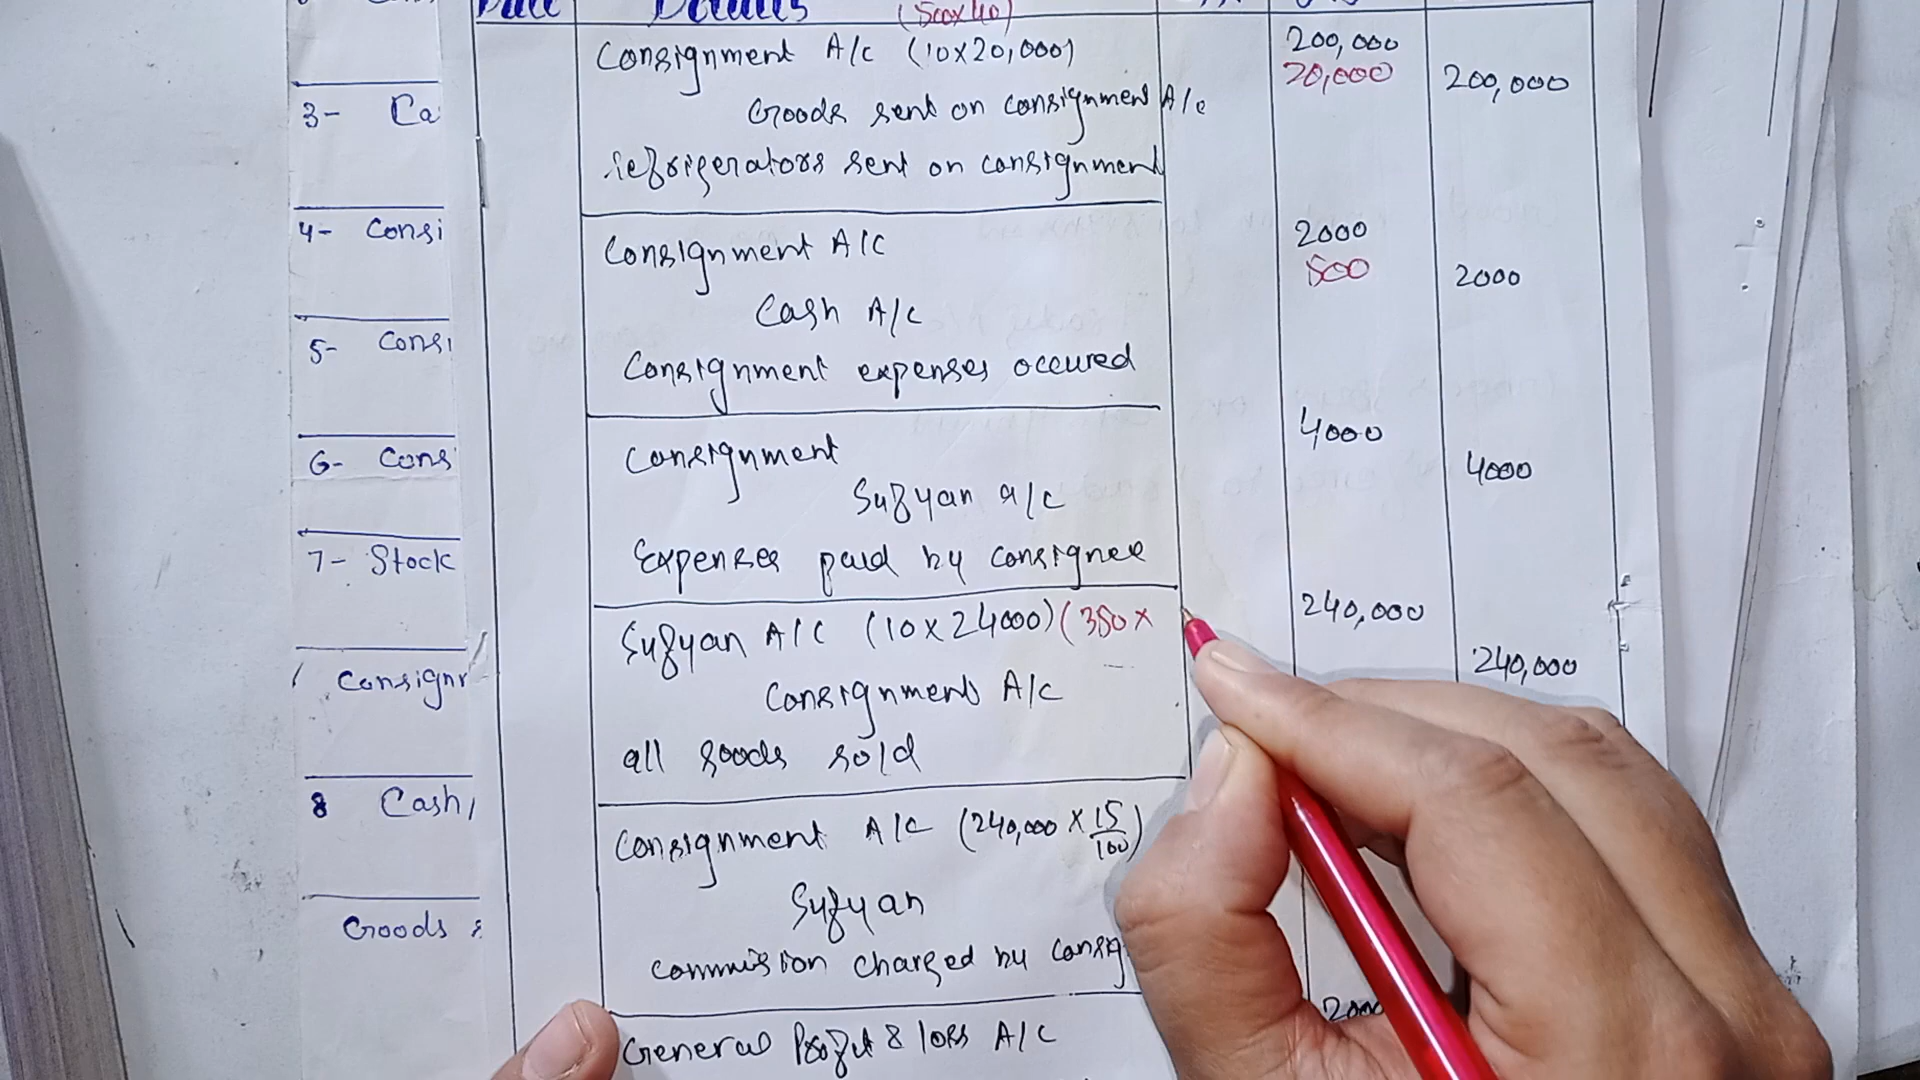 Details (500x40)
Consignment A/c (10x20,000) 200,000
20,000 200,000
Goods sent on consignment A/c
refrigerators sent on consignment
Consignment A/C 2000
500 2000
Cash A/c
Consignment expenses occured
Consignment 4000
4000
Sufyan a/c
Expenses paid by consignee
Sufyan A/C (10x24000) (350x 240,000
240,000
Consignment A/C
all goods sold
Consignment A/C (240,000 x 15/100)
Sufyan
commission charged by consig
General Profit & loss A/C
3- Ca
4- Consi
5- Consi
6- Cons
7- Stock
Consignr
8 Cash,
Goods